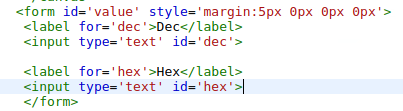 <form id='value' style='margin:5px 0px 0px 0px'>
<label for='dec'>Dec</label>
<input type='text' id='dec'>
<label for='hex'>Hex</label>
<input type='text' id='hex'>
</form>